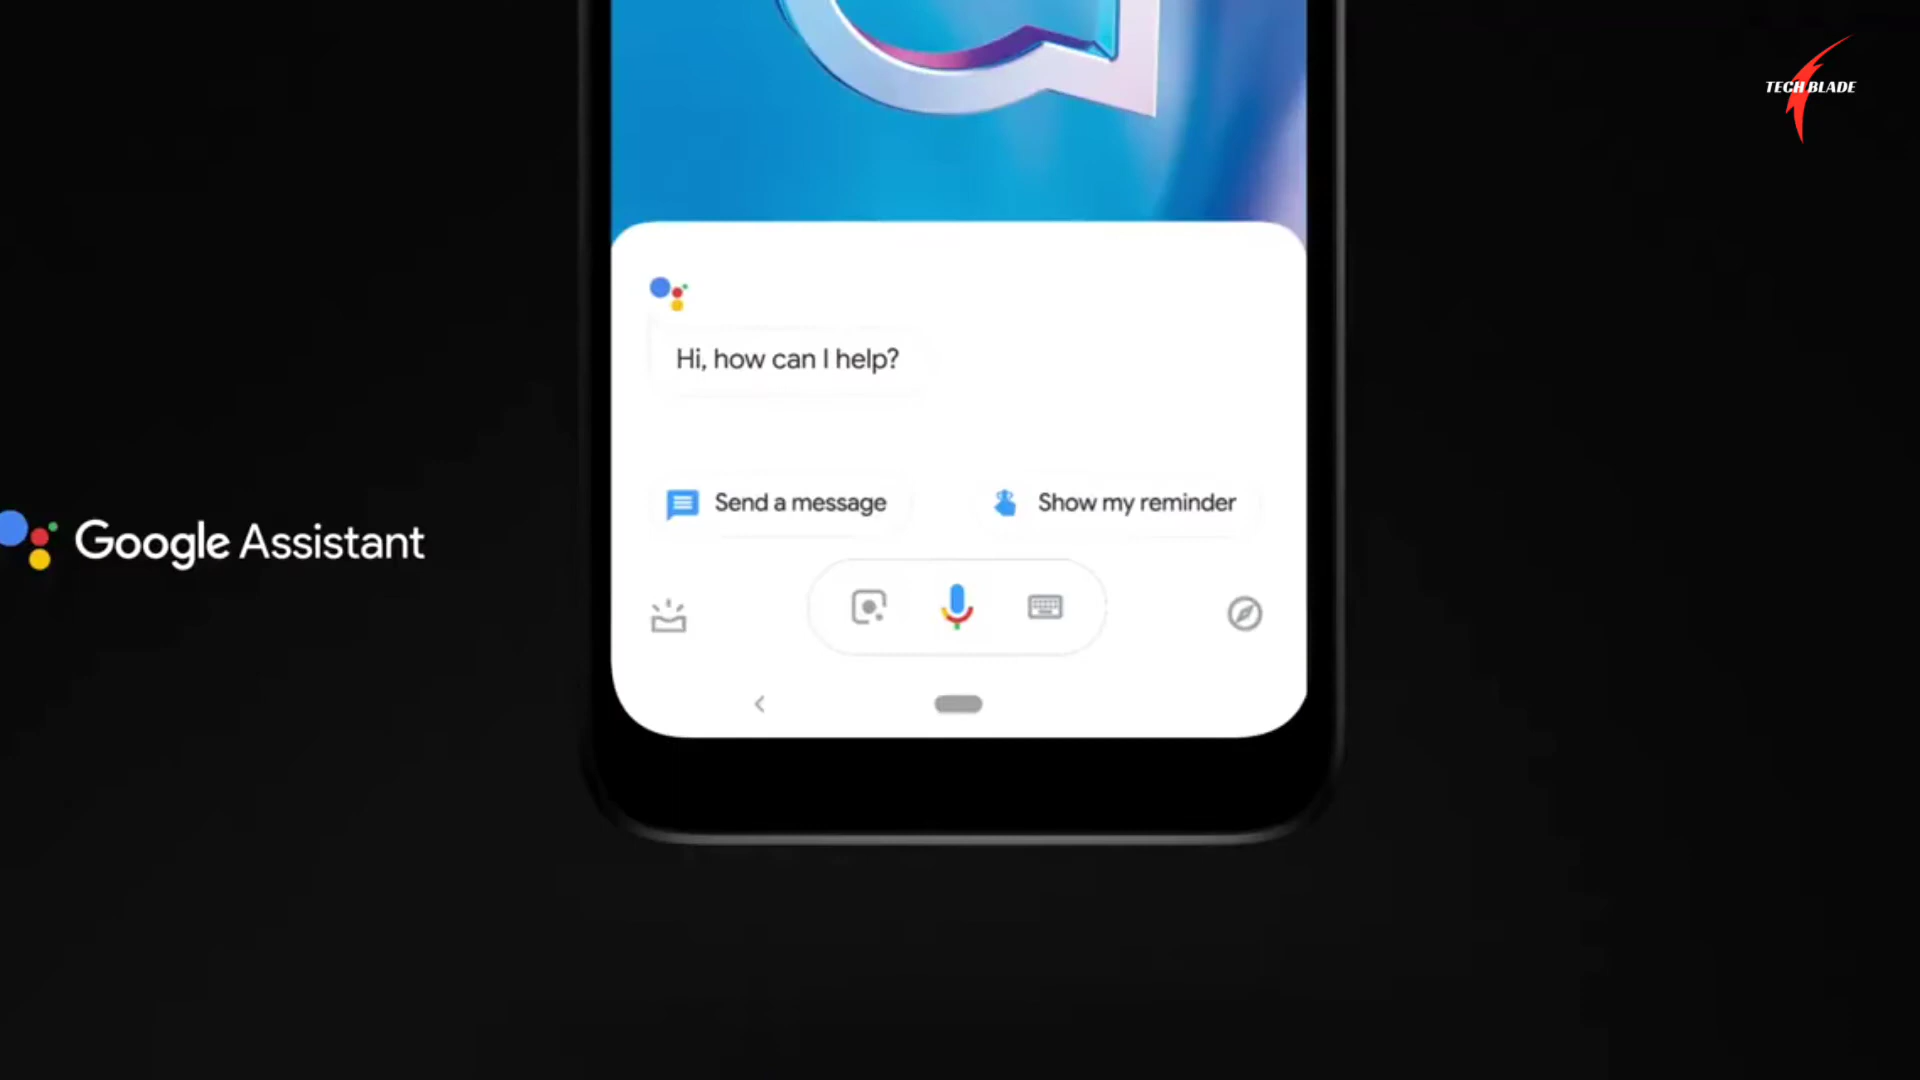 TECH BLADE
Hi, how can I help?
Send a message
Show my reminder
Google Assistant